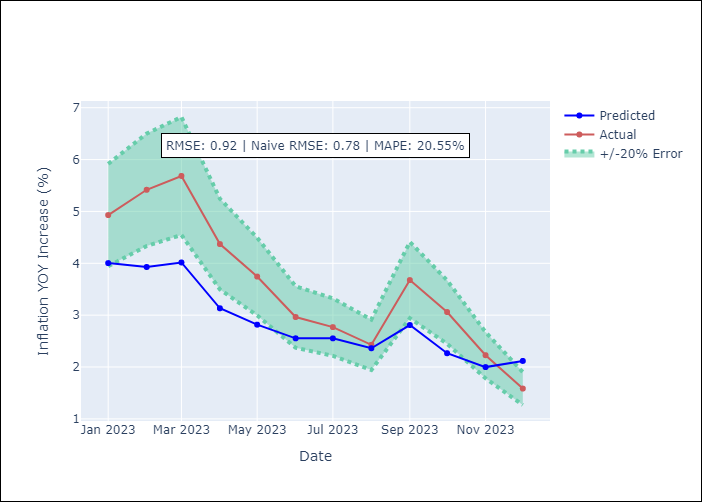 7
6
5
4
3
2
1
Inflation YOY Increase (%)
RMSE: 0.92 | Naive RMSE: 0.78 | MAPE: 20.55%
Predicted
Actual
+/-20% Error
Jan 2023 Mar 2023 May 2023 Jul 2023 Sep 2023 Nov 2023
Date